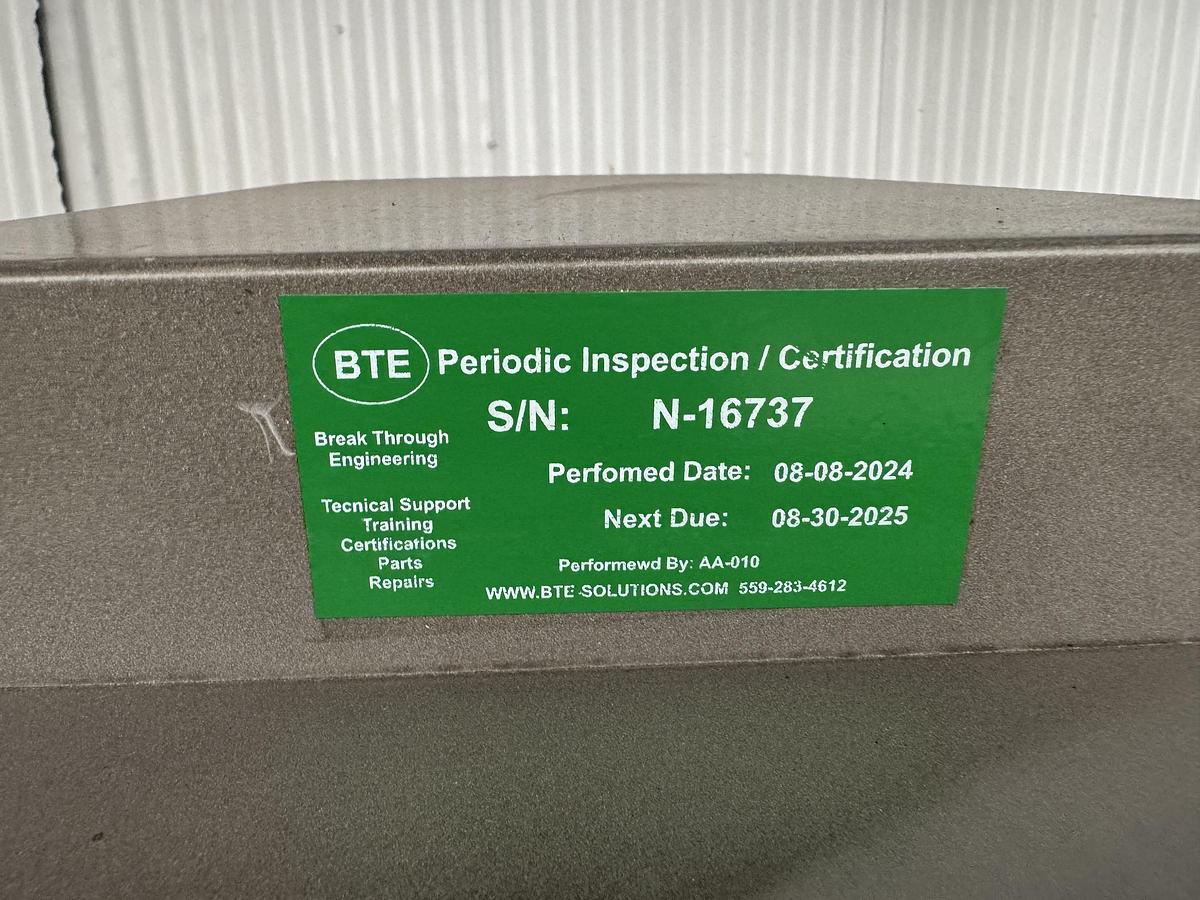 BTE Periodic Inspection / Certification
S/N: N-16737
Break Through
Engineering
Perfomed Date: 08-08-2024
Next Due: 08-30-2025
Tecnical Support
Training
Certifications
Parts
Repairs
Performewd By: AA-010
WWW.BTE-SOLUTIONS.COM 559-283-4612